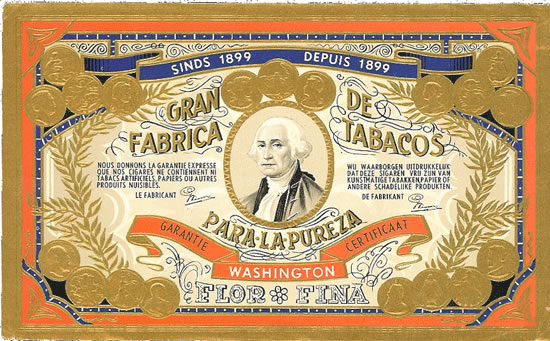 SINDS 1899 DEPUIS 1899
GRAN DE
FABRICA TABACOS
NOUS DONNONS LA GARANTIE EXPRESSE
QUE NOS CIGARES NE CONTIENNENT NI
TABACS ARTIFICIELS, PAPIERS OU AUTRES
PRODUITS NUISIBLES.
LE FABRICANT
WIJ WAARBORGEN UITDRUKKELIJK
DAT DEZE SIGAREN VRIJ ZIJN VAN
KUNSTMATIGE TABAKKEN, PAPIER OF
ANDERE SCHADELIJKE PRODUKTEN.
DE FABRIKANT
PARA·LA·PUREZA
GARANTIE CERTIFICAAT
WASHINGTON
FLOR FINA